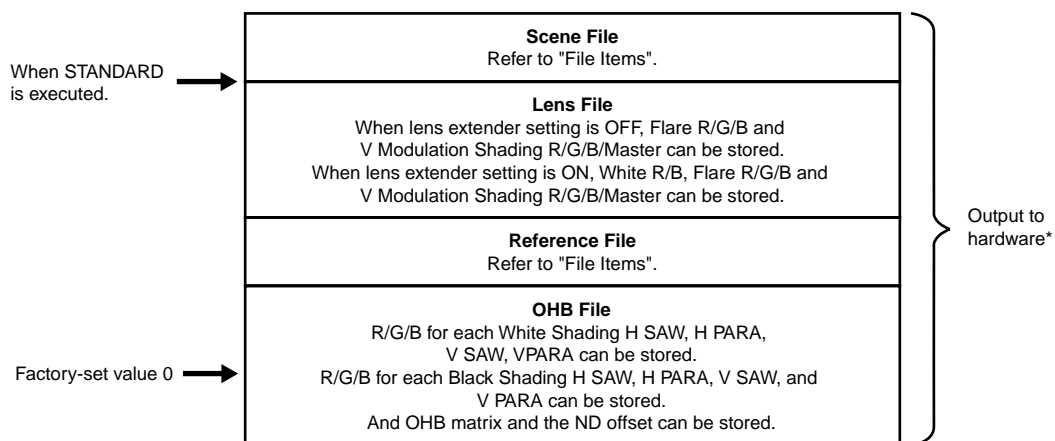 Scene File
Refer to "File Items".
When STANDARD
is executed.
Lens File
When lens extender setting is OFF, Flare R/G/B and
V Modulation Shading R/G/B/Master can be stored.
When lens extender setting is ON, White R/B, Flare R/G/B and
V Modulation Shading R/G/B/Master can be stored.
Output to
hardware*
Reference File
Refer to "File Items".
OHB File
R/G/B for each White Shading H SAW, H PARA,
V SAW, VPARA can be stored.
Factory-set value 0
R/G/B for each Black Shading H SAW, H PARA, V SAW, and
V PARA can be stored.
And OHB matrix and the ND offset can be stored.